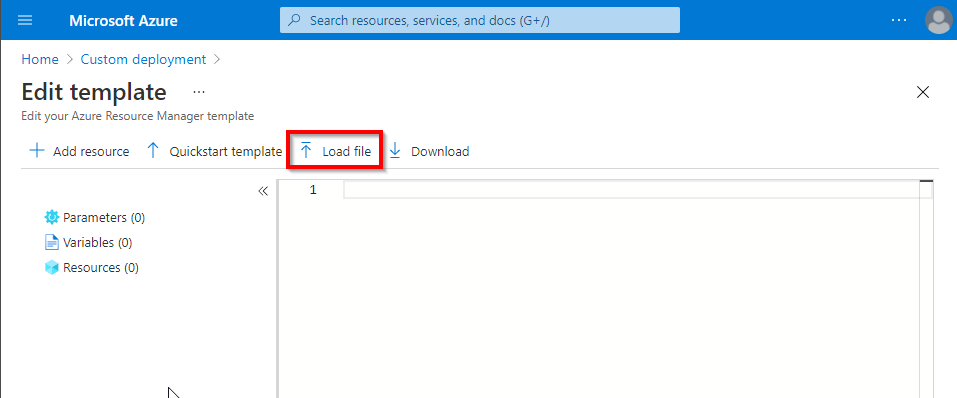 Microsoft Azure
Search resources, services, and docs (G+/)
...
Home > Custom deployment >
Edit template ...
Edit your Azure Resource Manager template
Add resource Quickstart template Load file Download
« 1
Parameters (0)
Variables (0)
Resources (0)